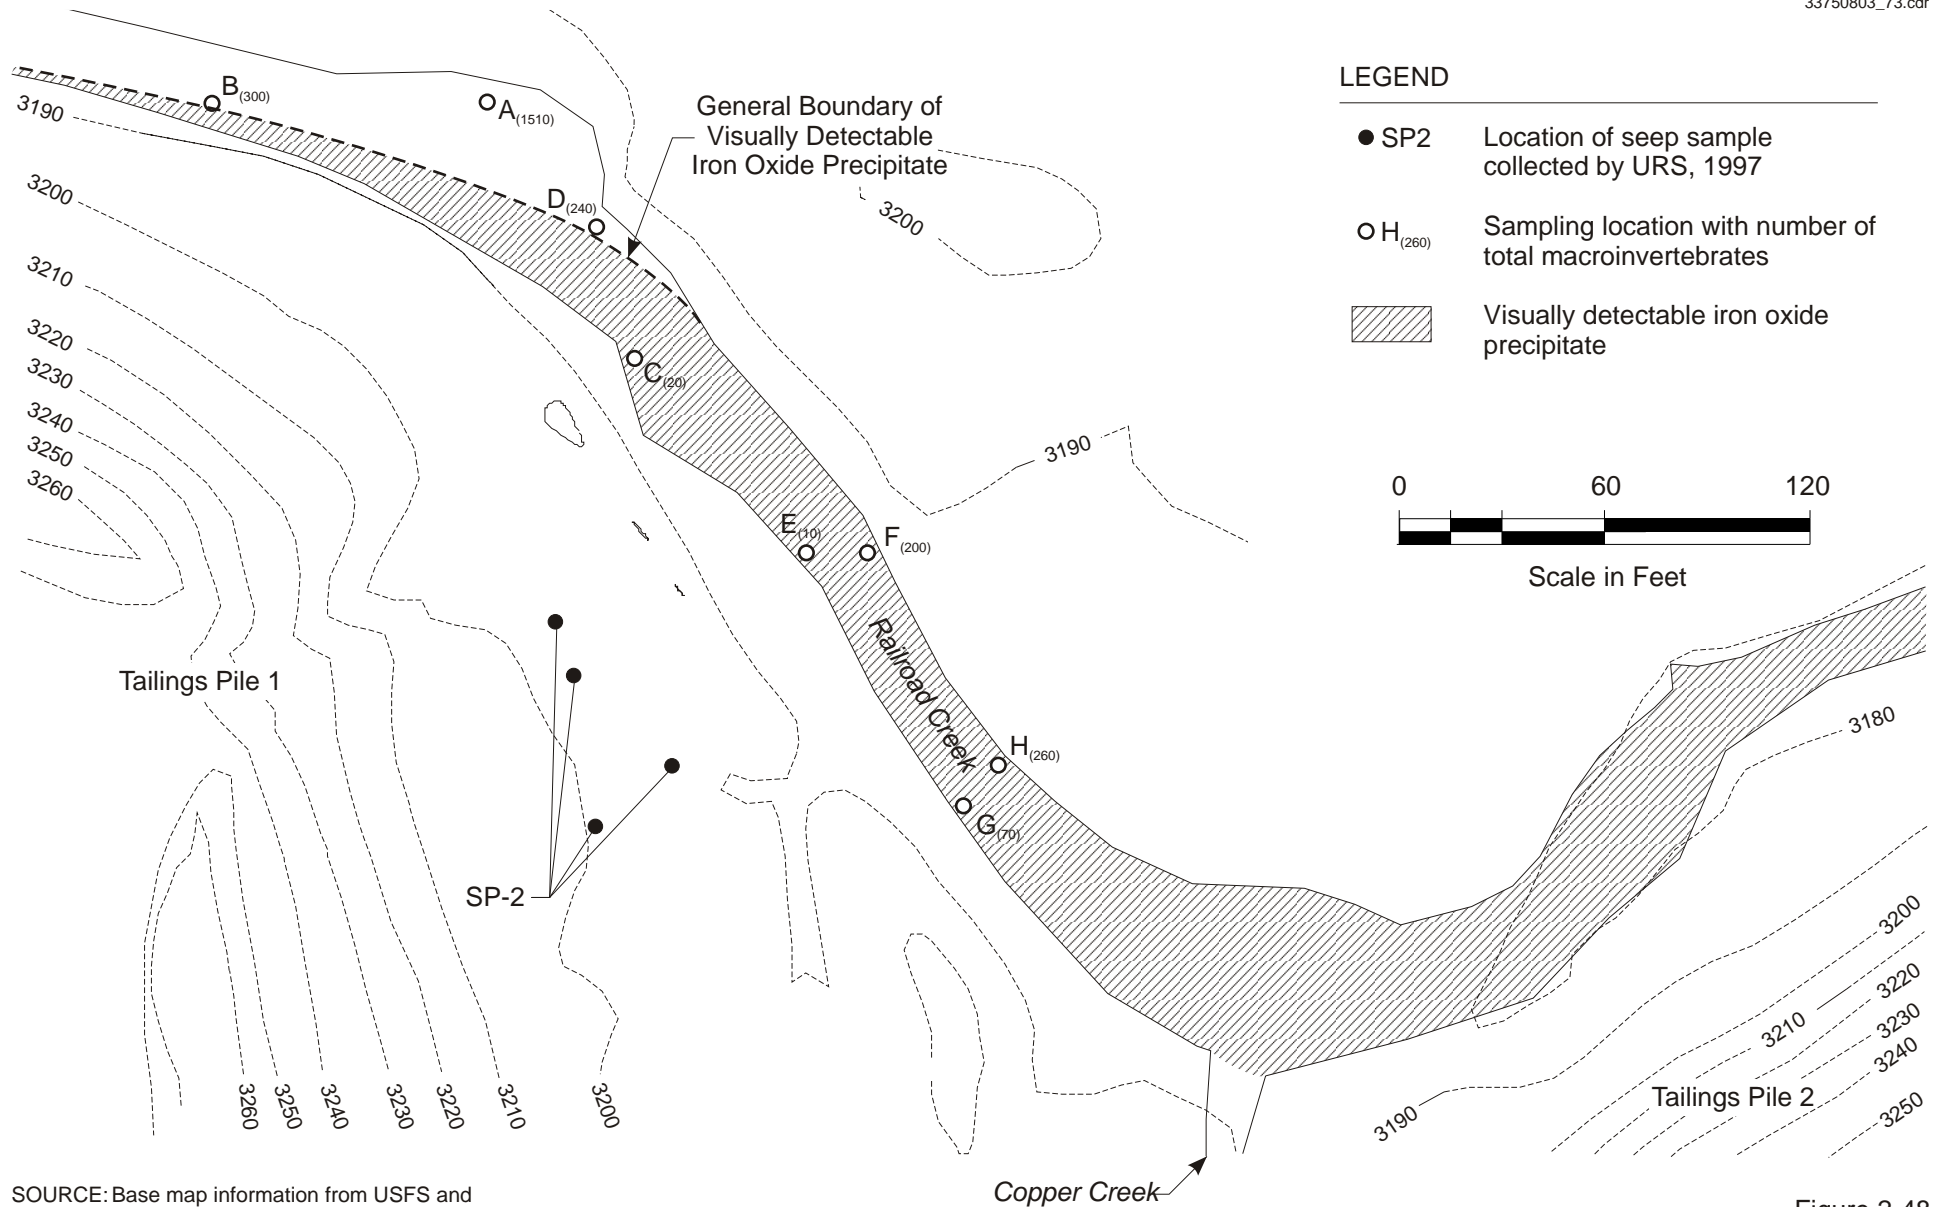 33750803_73.cdr
LEGEND
SP2 Location of seep sample
collected by URS, 1997
H(260) Sampling location with number of
total macroinvertebrates
Visually detectable iron oxide
precipitate
0 60 120
Scale in Feet
B(300)
A(1510)
General Boundary of
Visually Detectable
Iron Oxide Precipitate
D(240)
C(20)
E(10)
F(200)
H(260)
G(70)
Railroad Creek
3190
3200
3210
3220
3230
3240
3250
3260
3200
3190
3180
Tailings Pile 1
SP-2
3260
3250
3240
3230
3220
3210
3200
3200
3220
3210
3230
3240
3250
3190
Tailings Pile 2
Copper Creek
SOURCE: Base map information from USFS and